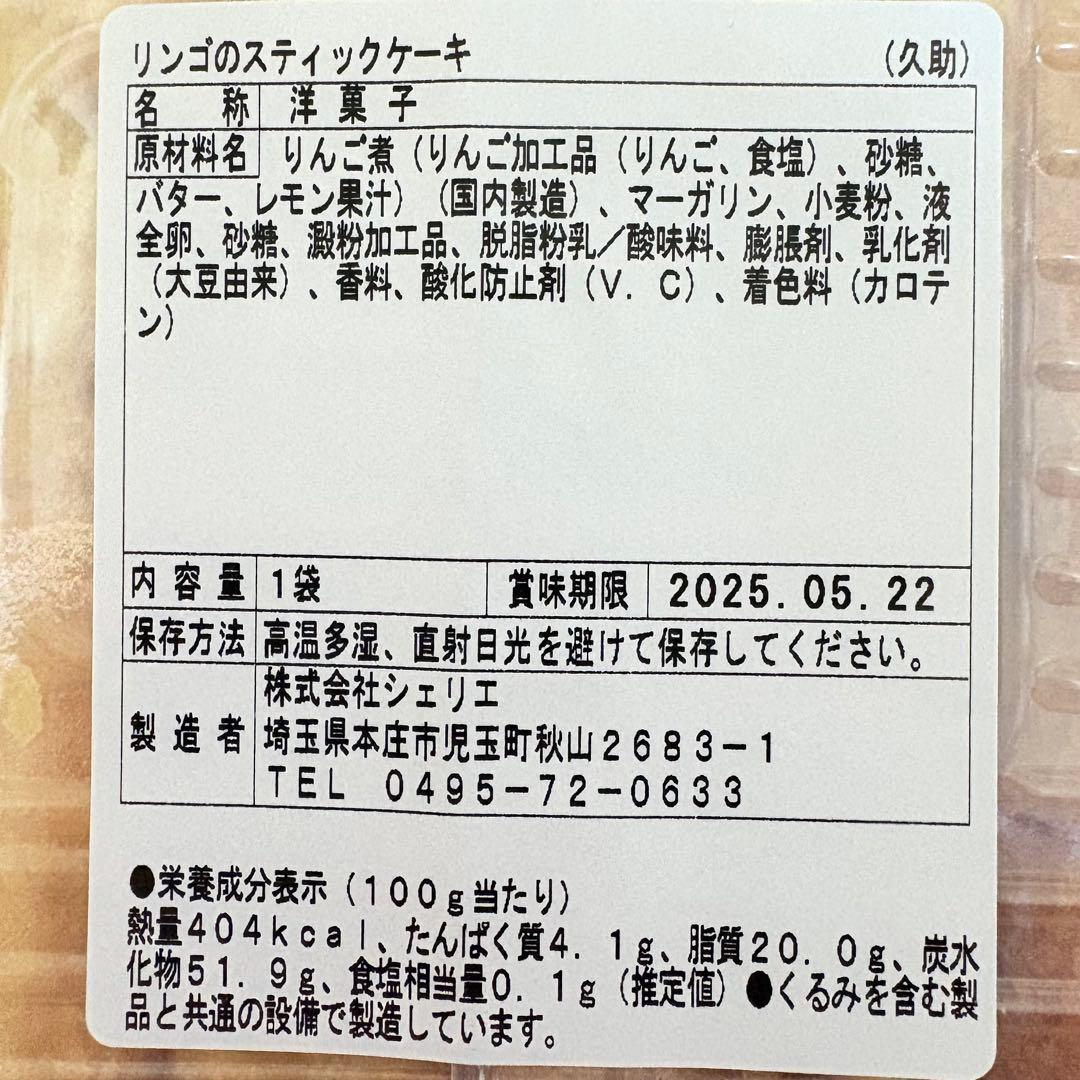 リンゴのスティックケーキ （久助）
名称 洋菓子
原材料名 りんご煮（りんご加工品（りんご、食塩）、砂糖、
バター、レモン果汁）（国内製造）、マーガリン、小麦粉、液
全卵、砂糖、澱粉加工品、脱脂粉乳／酸味料、膨脹剤、乳化剤
（大豆由来）、香料、酸化防止剤（V．C）、着色料（カロテ
ン）
内容量 1袋 賞味期限 2025.05.22
保存方法 高温多湿、直射日光を避けて保存してください。
製造者 株式会社シェリエ
埼玉県本庄市児玉町秋山２６８３－１
ＴＥＬ ０４９５－７２－０６３３
●栄養成分表示（１００ｇ当たり）
熱量４０４ｋｃａｌ、たんぱく質４．１ｇ、脂質２０．０ｇ、炭水
化物５１．９ｇ、食塩相当量０．１ｇ（推定値）●くるみを含む製
品と共通の設備で製造しています。